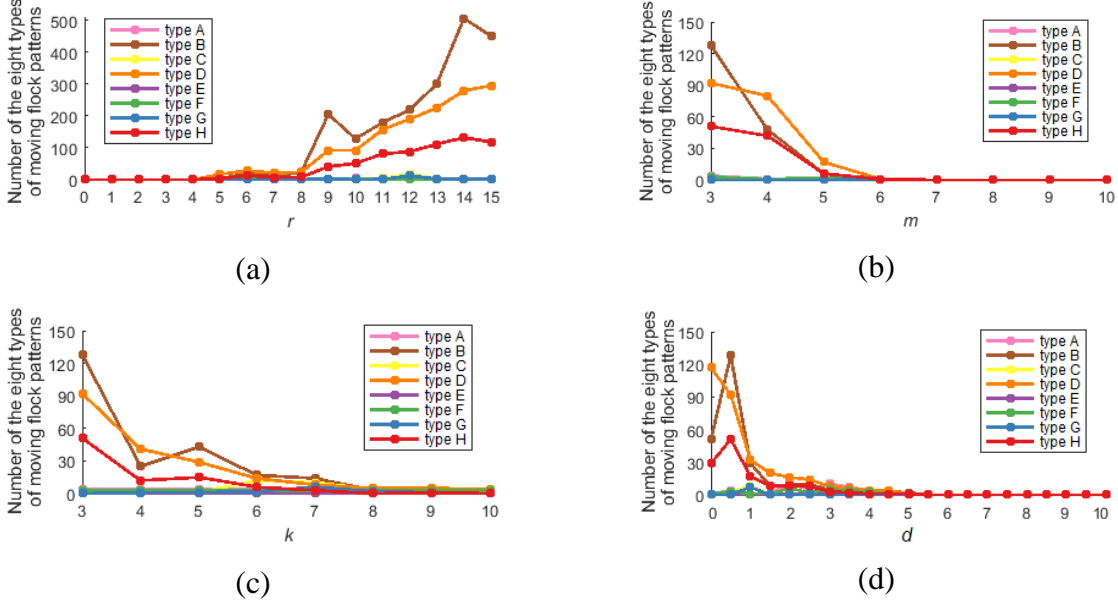 Number of the eight types
of moving flock patterns
500
400
300
200
100
0
type A
type B
type C
type D
type E
type F
type G
type H
0 1 2 3 4 5 6 7 8 9 10 11 12 13 14 15
r
(a)
Number of the eight types
of moving flock patterns
150
120
90
60
30
0
type A
type B
type C
type D
type E
type F
type G
type H
3 4 5 6 7 8 9 10
m
(b)
Number of the eight types
of moving flock patterns
150
120
90
60
30
0
type A
type B
type C
type D
type E
type F
type G
type H
3 4 5 6 7 8 9 10
k
(c)
Number of the eight types
of moving flock patterns
150
120
90
60
30
0
type A
type B
type C
type D
type E
type F
type G
type H
0 1 2 3 4 5 6 7 8 9 10
d
(d)